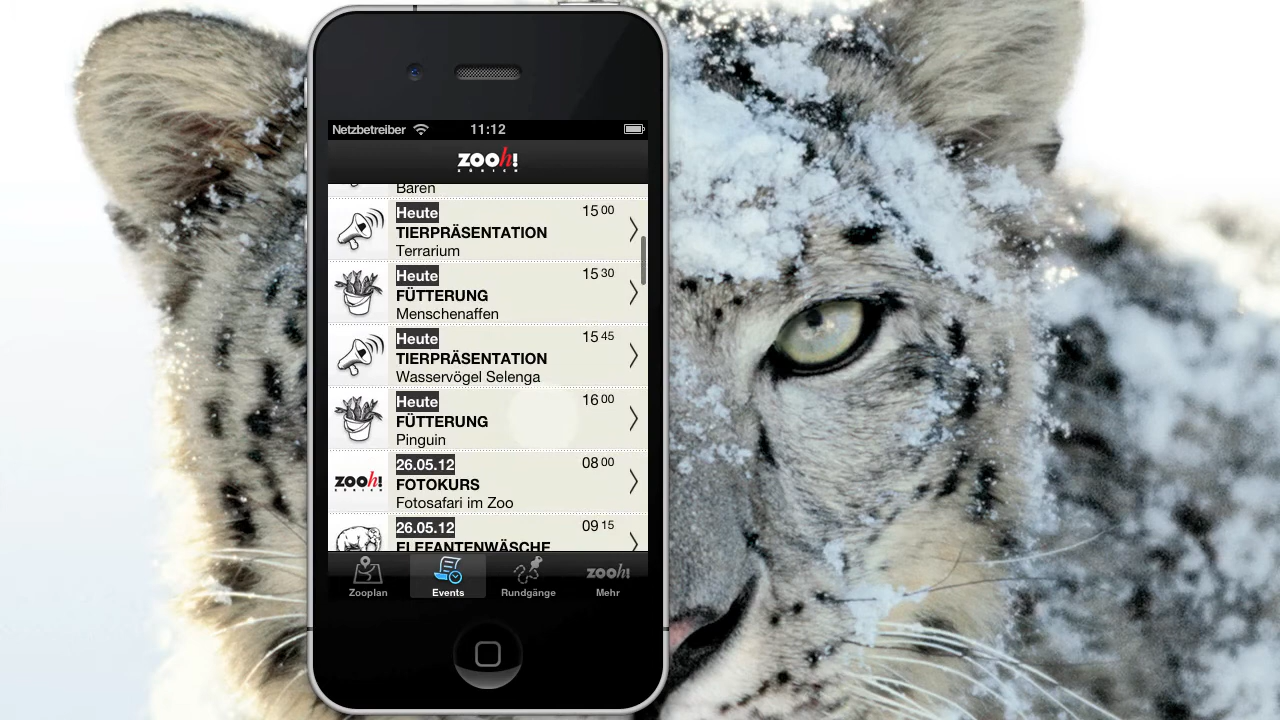 Netzbetreiber 11:12
zooh!
ZÜRICH
Bären
Heute 15 00
TIERPRÄSENTATION
Terrarium
Heute 15 30
FÜTTERUNG
Menschenaffen
Heute 15 45
TIERPRÄSENTATION
Wasservögel Selenga
Heute 16 00
FÜTTERUNG
Pinguin
26.05.12 08 00
zooh!
ZÜRICH
FOTOKURS
Fotosafari im Zoo
26.05.12 09 15
ELEFANTENWÄSCHE
zooh!
Zooplan Events Rundgänge Mehr